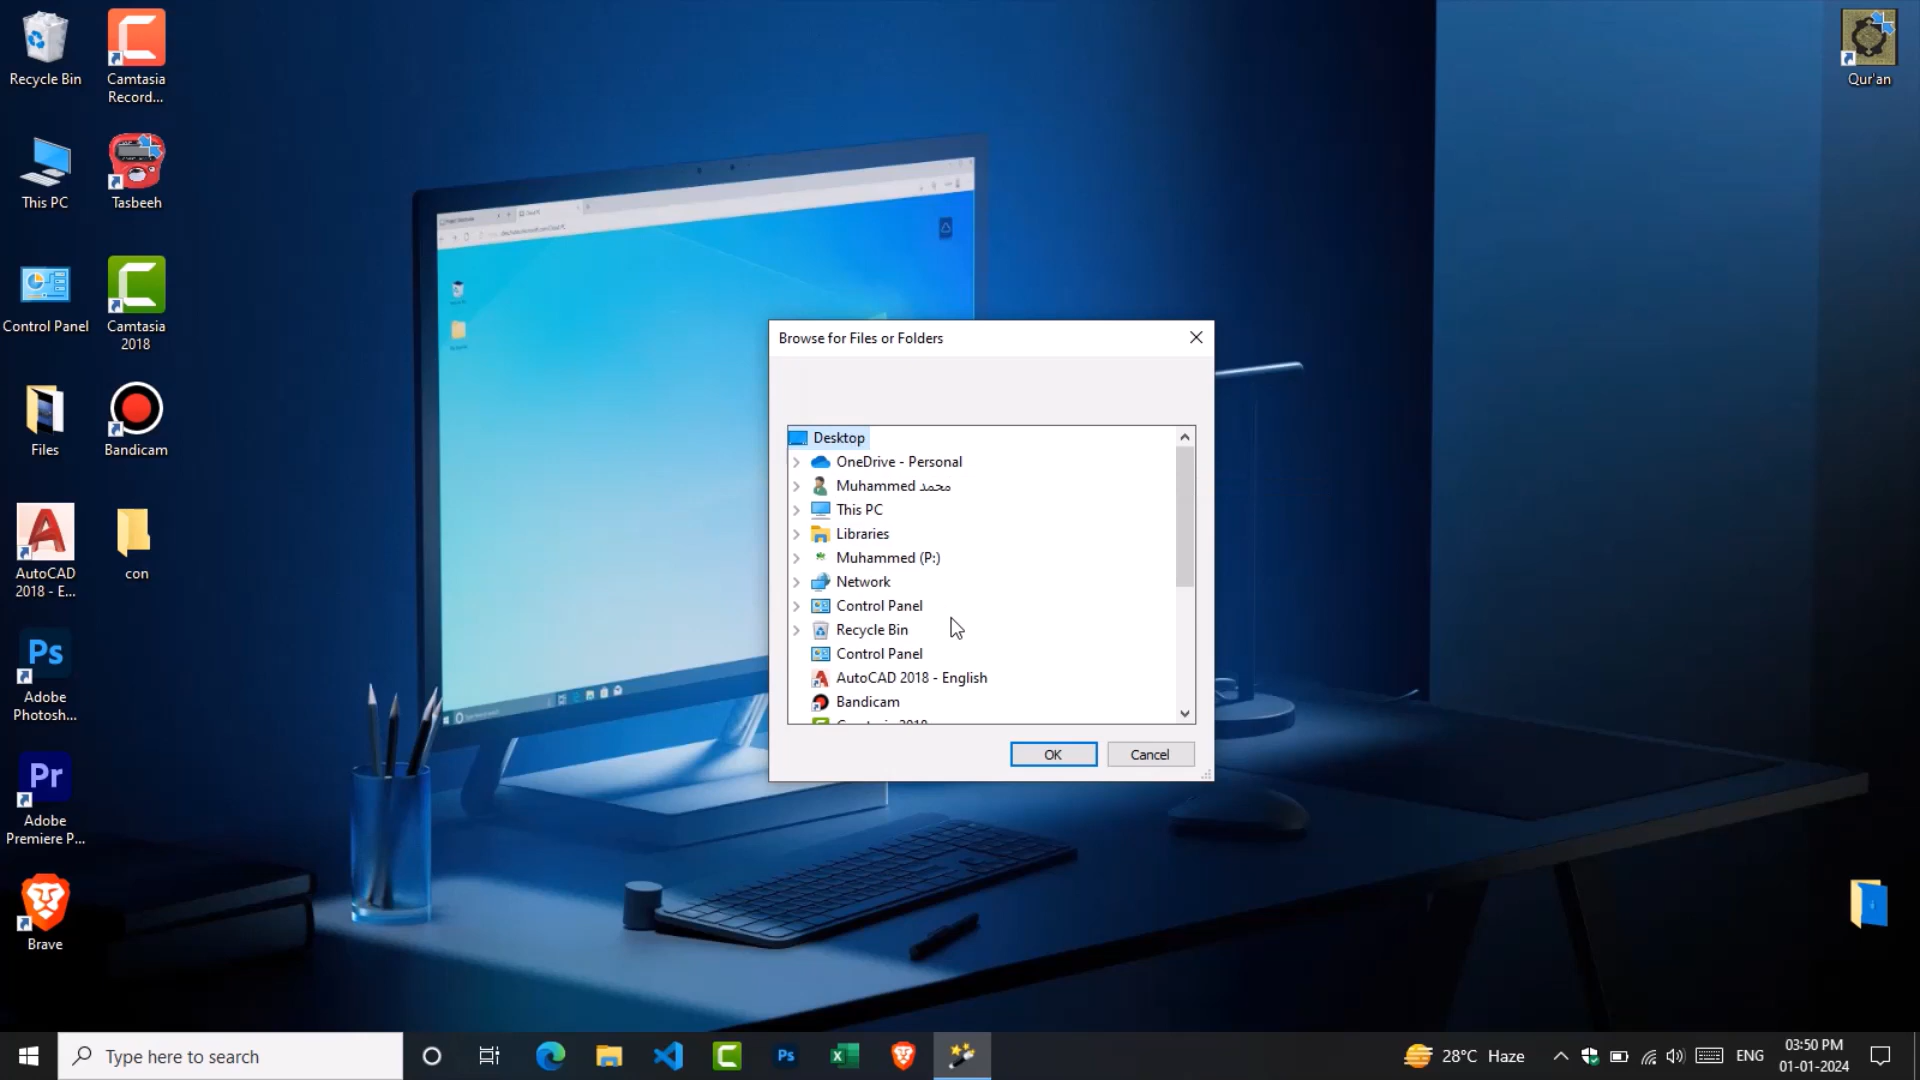 Recycle Bin
Camtasia
Record...
This PC
Tasbeeh
Control Panel
Camtasia
2018
Files
Bandicam
AutoCAD
2018 - E...
con
Adobe
Photosh...
Adobe
Premiere P...
Brave
Qur'an
Browse for Files or Folders
Desktop
OneDrive - Personal
Muhammed محمد
This PC
Libraries
Muhammed (P:)
Network
Control Panel
Recycle Bin
Control Panel
AutoCAD 2018 - English
Bandicam
Camtasia 2018
OK
Cancel
Ps
Pr
Type here to search
Ps
28°C Haze
ENG
03:50 PM
01-01-2024